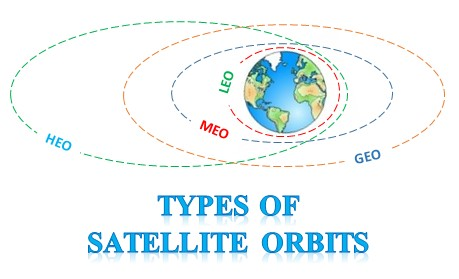 LEO
MEO
HEO
GEO
TYPES OF
SATELLITE ORBITS